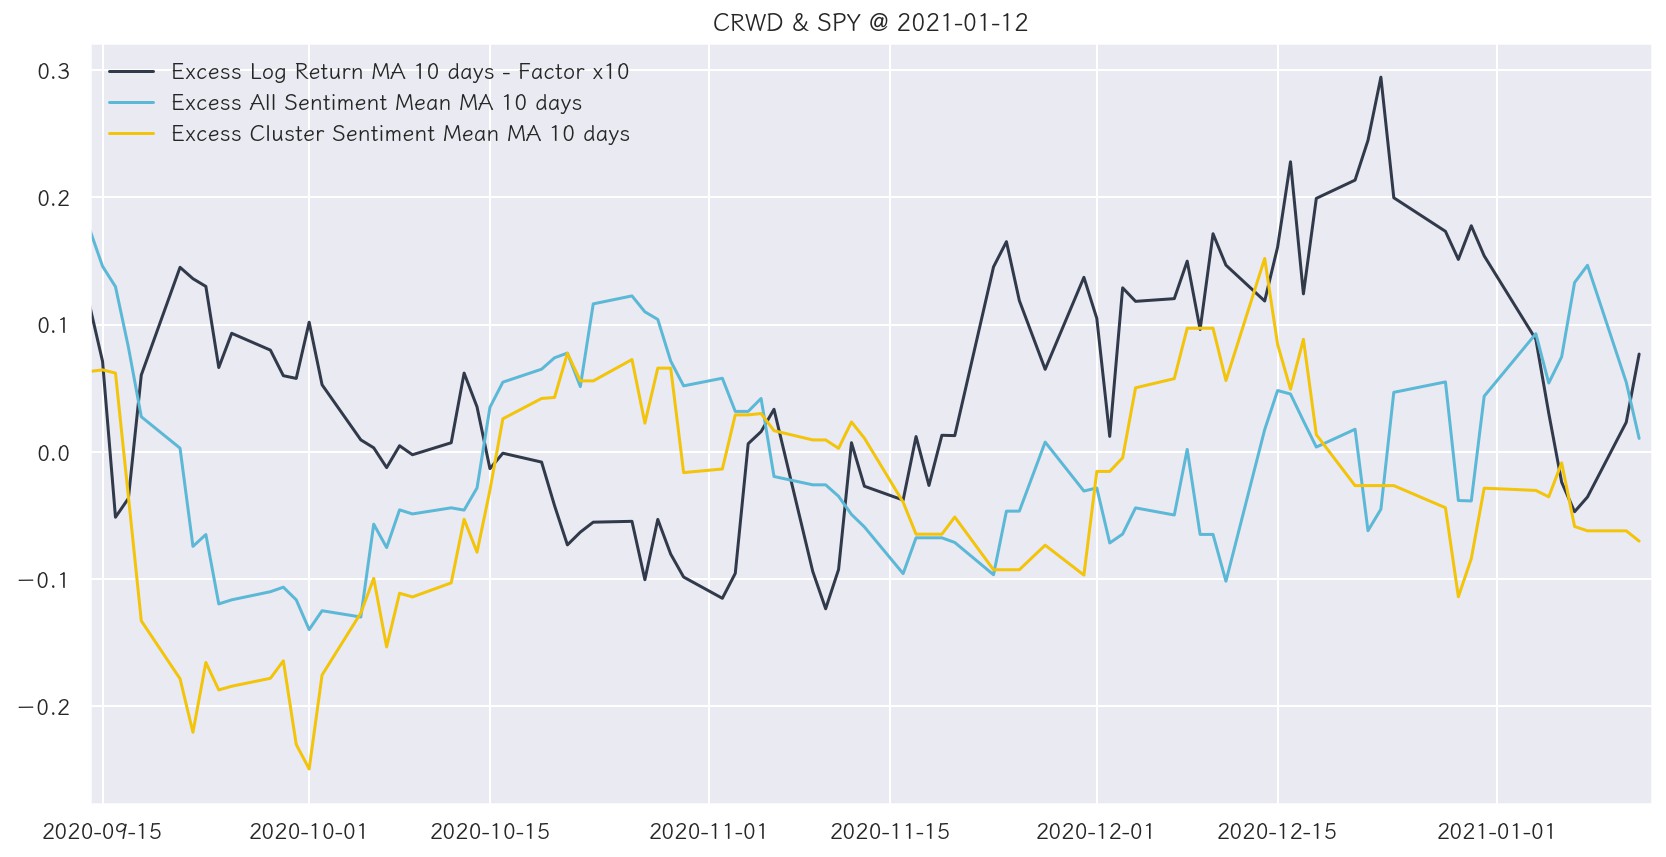 CRWD & SPY @ 2021-01-12
Excess Log Return MA 10 days - Factor x10
Excess All Sentiment Mean MA 10 days
Excess Cluster Sentiment Mean MA 10 days
0.3
0.2
0.1
0.0
−0.1
−0.2
2020-09-15 2020-10-01 2020-10-15 2020-11-01 2020-11-15 2020-12-01 2020-12-15 2021-01-01